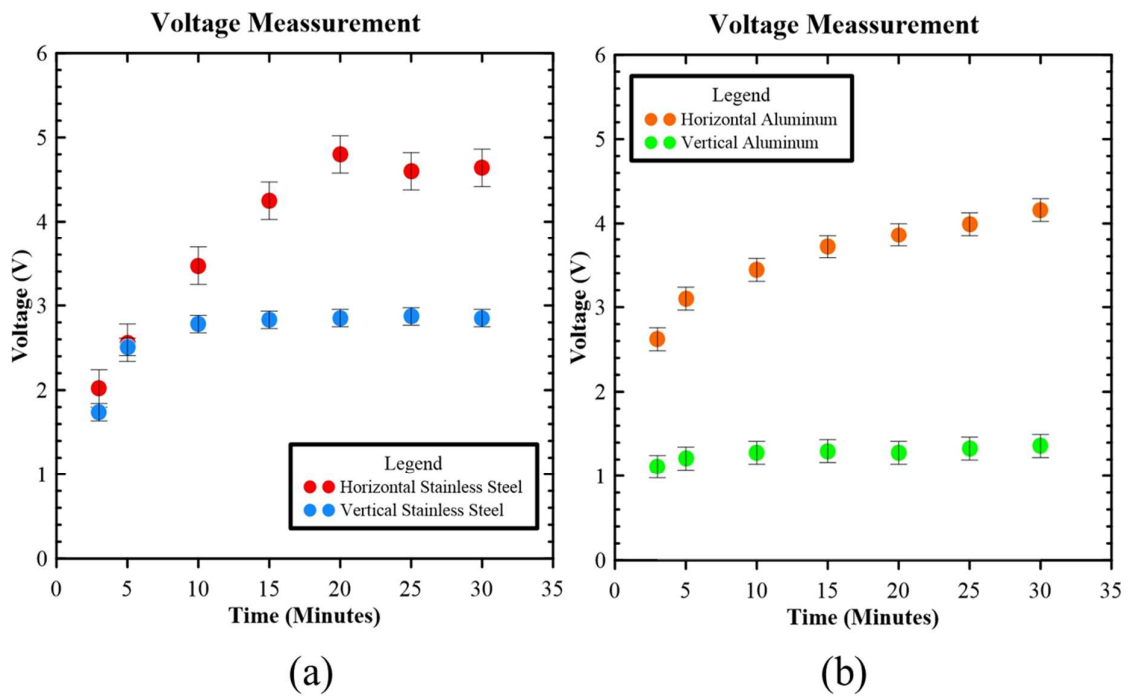 Voltage Meassurement
6
5
4
3
2
1
0
Voltage (V)
Legend
Horizontal Stainless Steel
Vertical Stainless Steel
0 5 10 15 20 25 30 35
Time (Minutes)
(a)
Voltage Meassurement
6
5
4
3
2
1
0
Voltage (V)
Legend
Horizontal Aluminum
Vertical Aluminum
0 5 10 15 20 25 30 35
Time (Minutes)
(b)